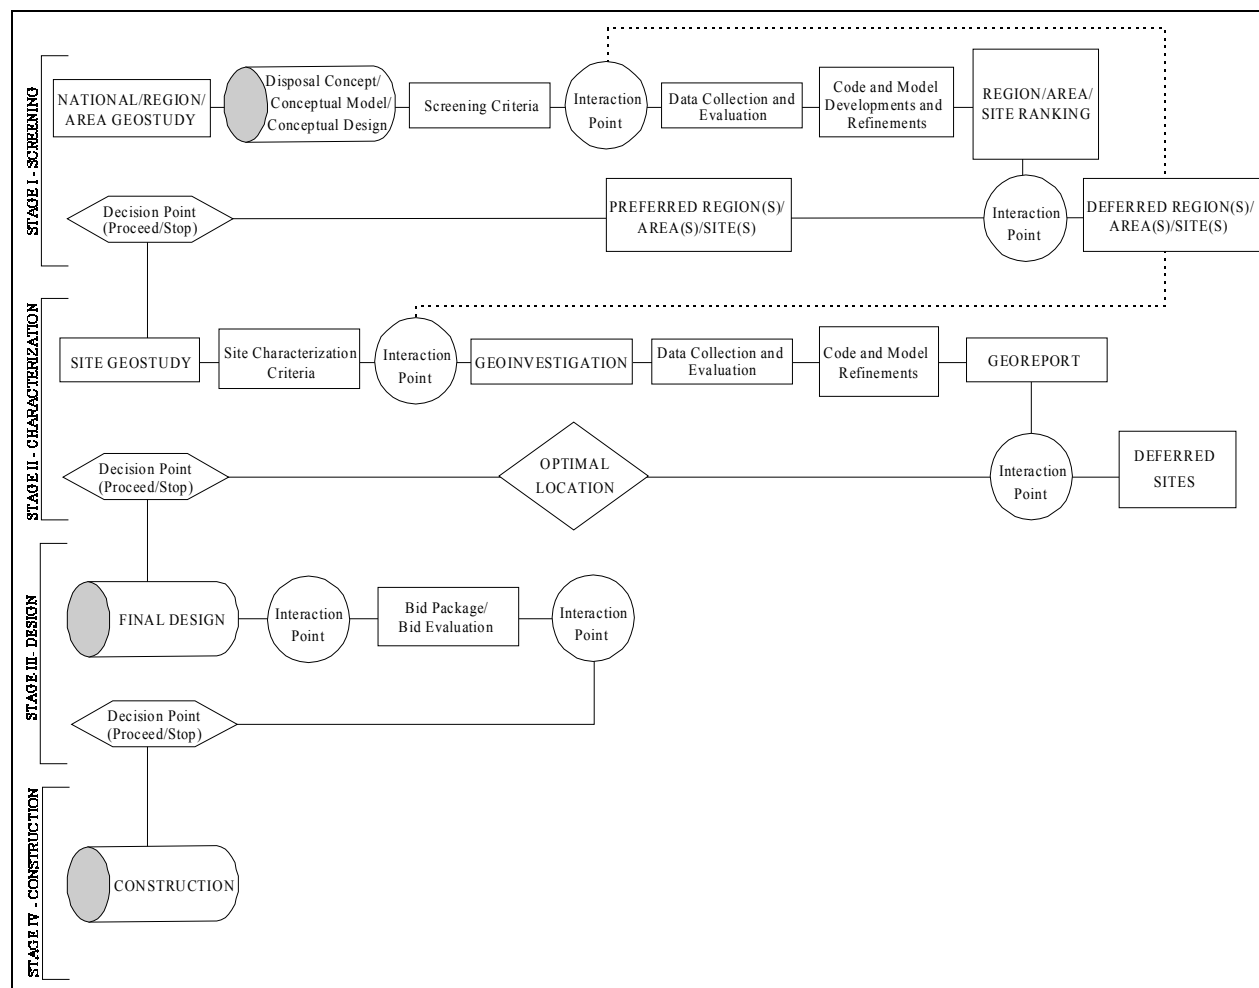 STAGE I - SCREENING
NATIONAL/REGION/
AREA GEOSTUDY
Disposal Concept/
Conceptual Model/
Conceptual Design
Screening Criteria
Interaction
Point
Data Collection and
Evaluation
Code and Model
Developments and
Refinements
REGION/AREA/
SITE RANKING
Decision Point
(Proceed/Stop)
PREFERRED REGION(S)/
AREA(S)/SITE(S)
Interaction
Point
DEFERRED REGION(S)/
AREA(S)/SITE(S)
STAGE II - CHARACTERIZATION
SITE GEOSTUDY
Site Characterization
Criteria
Interaction
Point
GEOINVESTIGATION
Data Collection and
Evaluation
Code and Model
Refinements
GEOREPORT
Decision Point
(Proceed/Stop)
OPTIMAL
LOCATION
Interaction
Point
DEFERRED
SITES
STAGE III - DESIGN
FINAL DESIGN
Interaction
Point
Bid Package/
Bid Evaluation
Interaction
Point
Decision Point
(Proceed/Stop)
STAGE IV - CONSTRUCTION
CONSTRUCTION